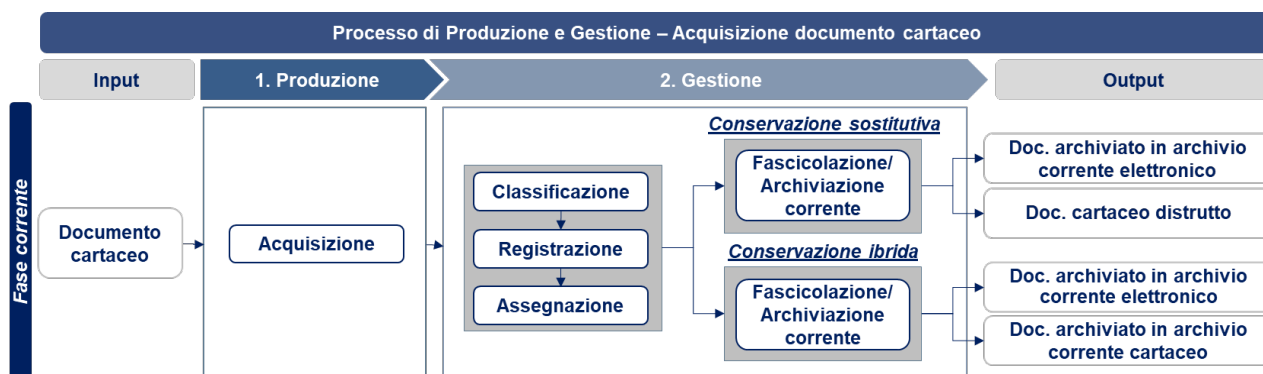 Processo di Produzione e Gestione – Acquisizione documento cartaceo
Input
1. Produzione
2. Gestione
Output
Fase corrente
Documento
cartaceo
Acquisizione
Classificazione
Registrazione
Assegnazione
Conservazione sostitutiva
Fascicolazione/
Archiviazione
corrente
Conservazione ibrida
Fascicolazione/
Archiviazione
corrente
Doc. archiviato in archivio
corrente elettronico
Doc. cartaceo distrutto
Doc. archiviato in archivio
corrente elettronico
Doc. archiviato in archivio
corrente cartaceo